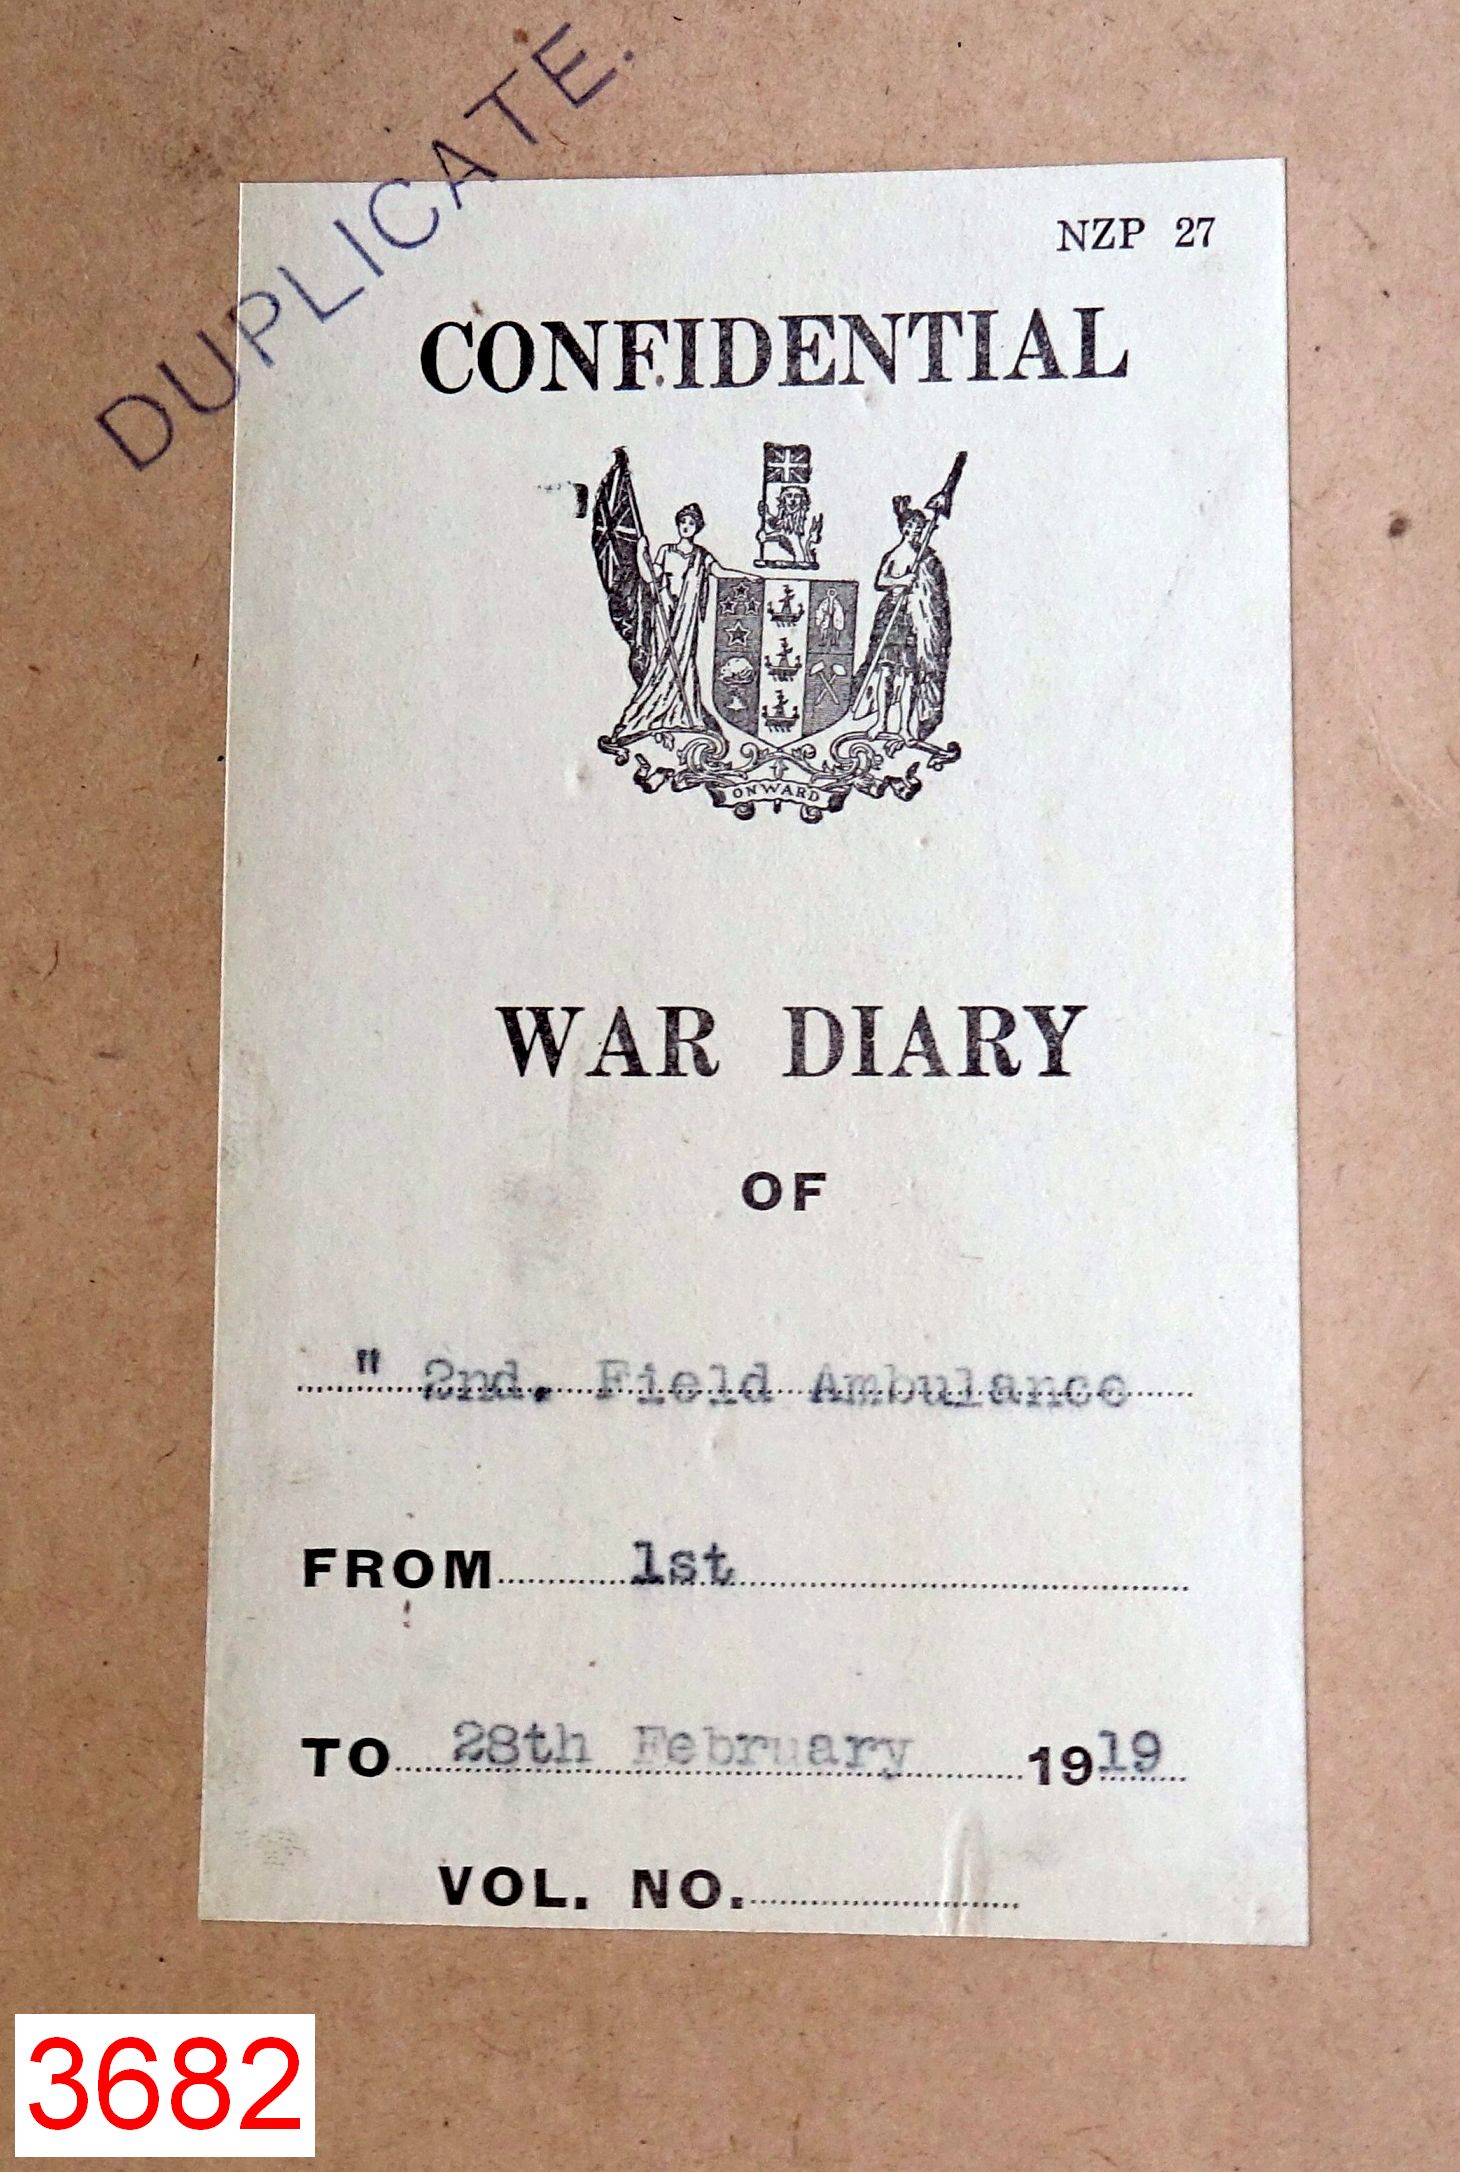 DUPLICATE.
NZP 27
CONFIDENTIAL
ONWARD
WAR DIARY
OF
" 2nd. Field Ambulance
FROM 1st
TO 28th February 1919
VOL. NO.
3682